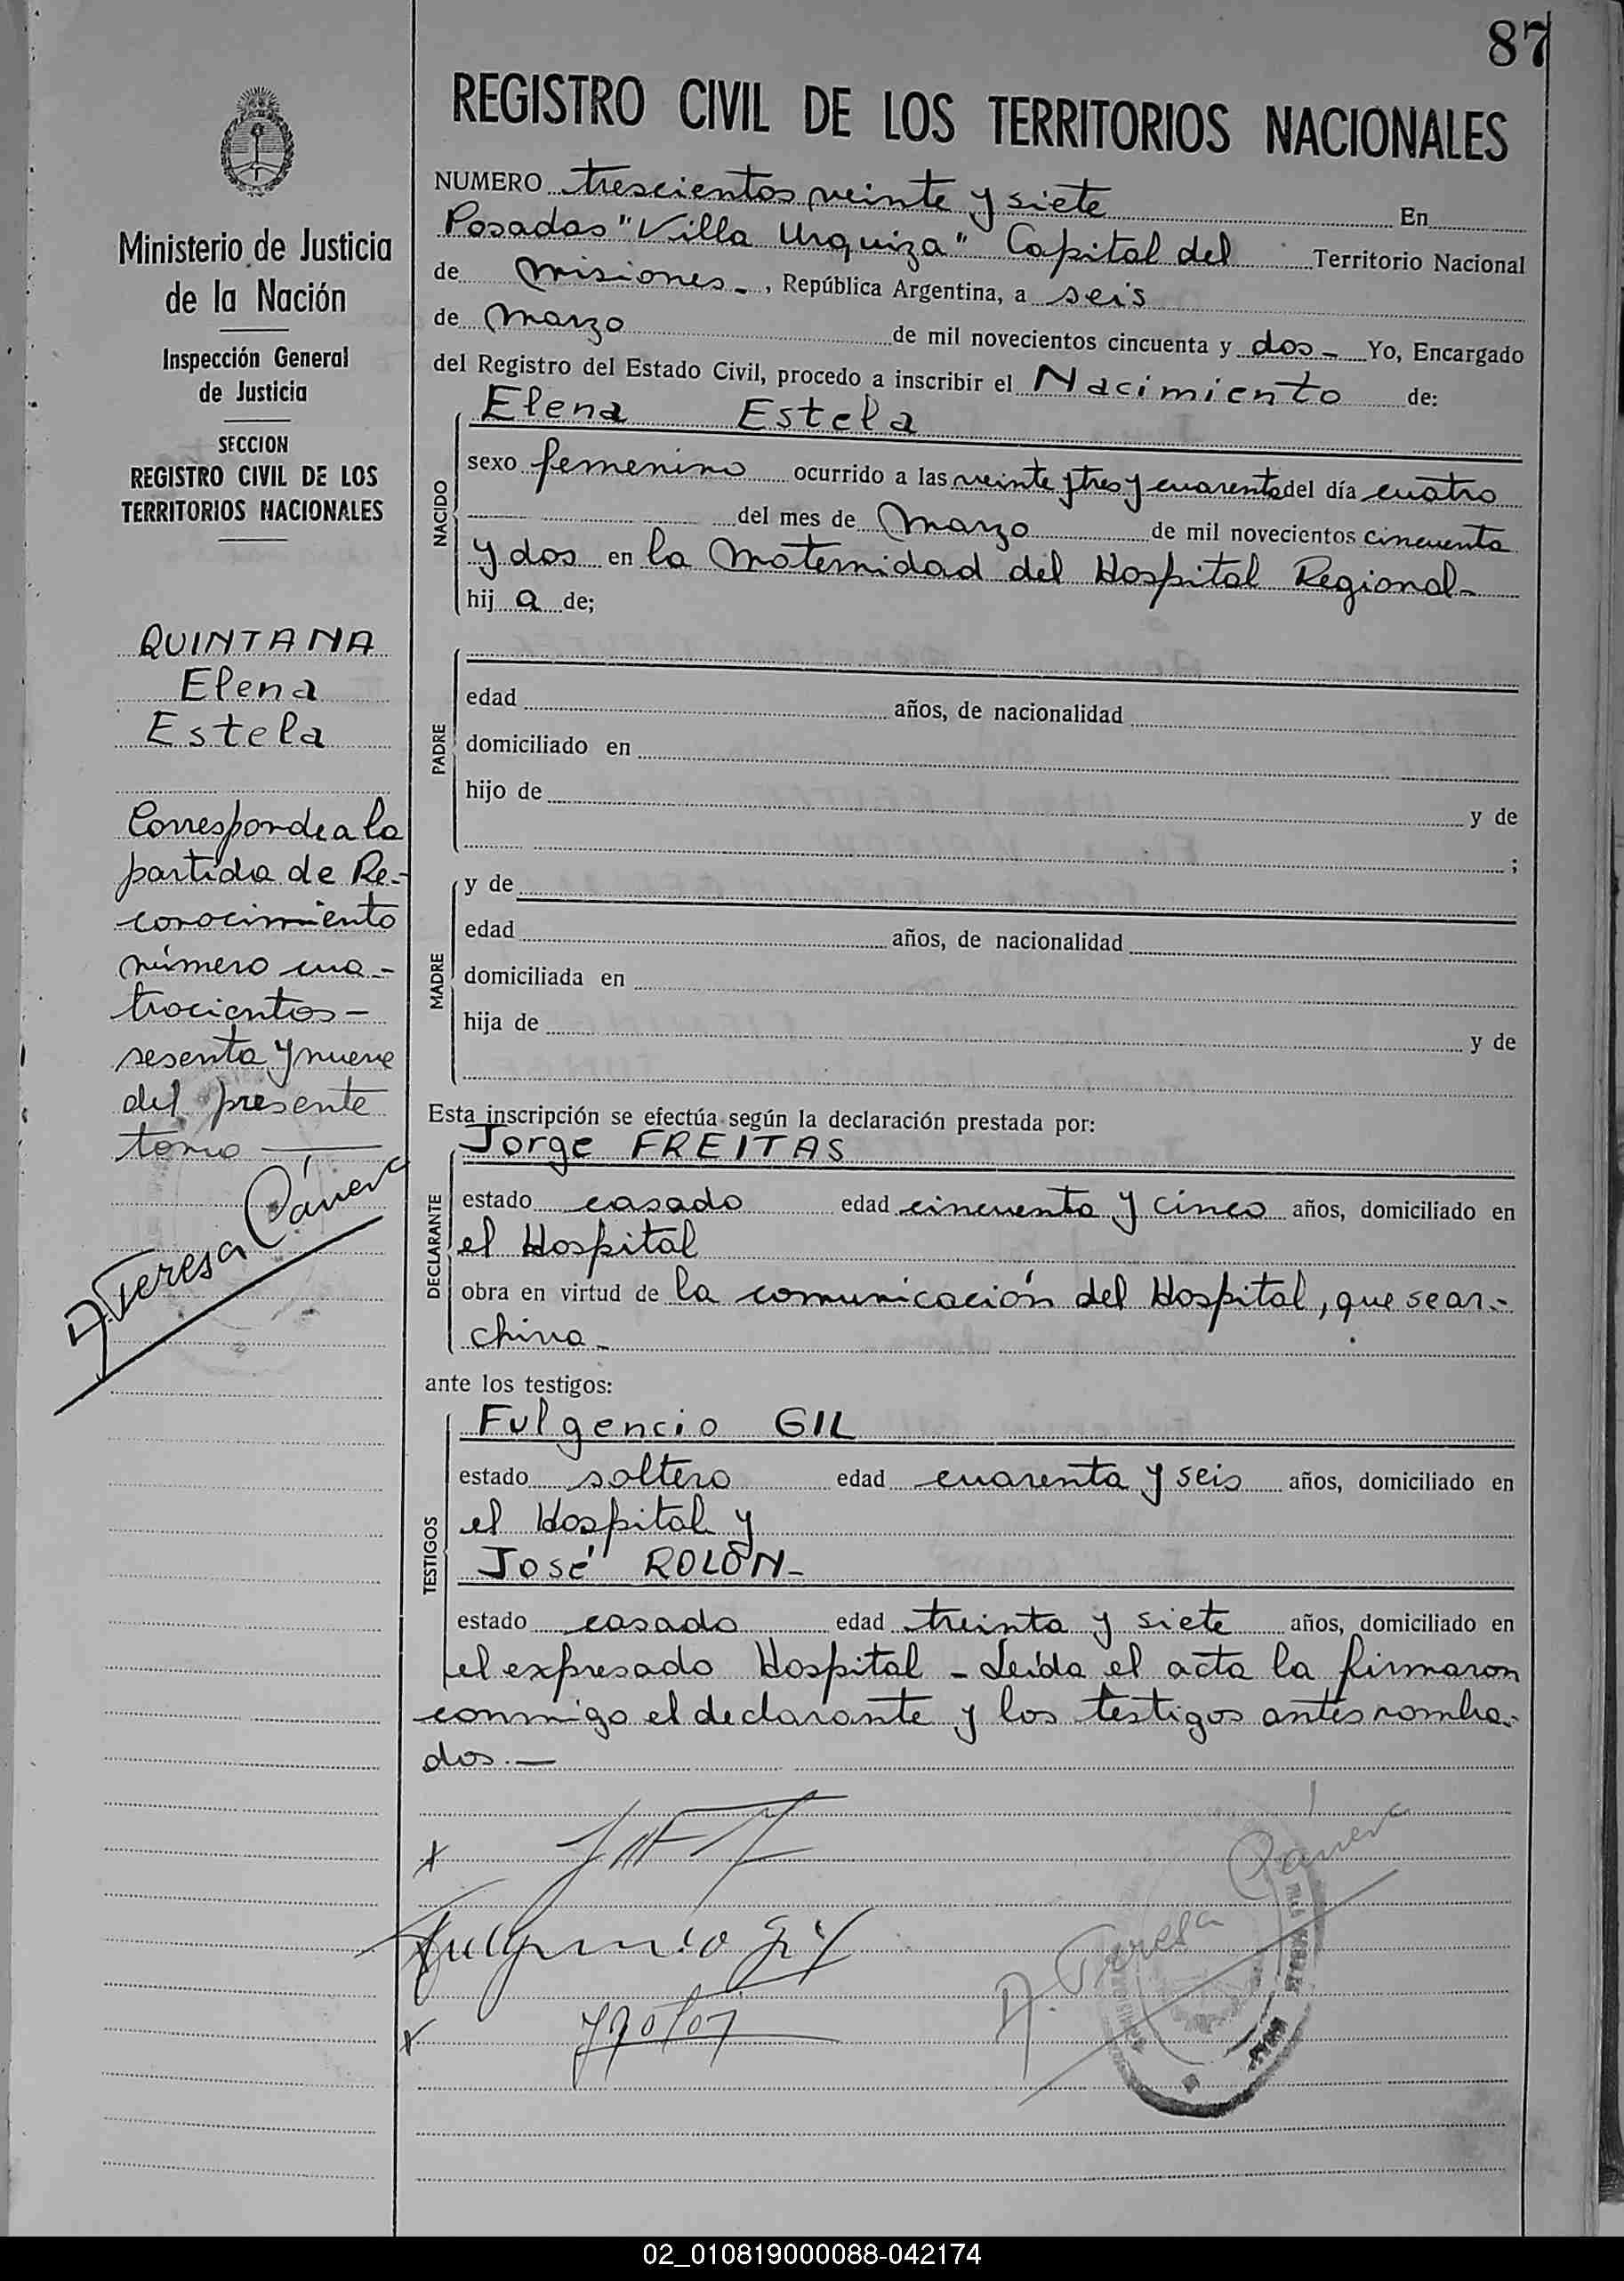 87
REGISTRO CIVIL DE LOS TERRITORIOS NACIONALES
NUMERO trescientos veinte y siete En
Posadas "Villa Urquiza" Capital del Territorio Nacional
de Misiones - , República Argentina, a seis
de Marzo de mil novecientos cincuenta y dos - Yo, Encargado
del Registro del Estado Civil, procedo a inscribir el Nacimiento de:
NACIDO
Elena Estela
sexo femenino ocurrido a las veinte y tres y cuarenta del día cuatro
del mes de Marzo de mil novecientos cincuenta
y dos en la Maternidad del Hospital Regional -
hij a de;
PADRE
edad años, de nacionalidad
domiciliado en
hijo de y de
;
MADRE
y de
edad años, de nacionalidad
domiciliada en
hija de y de
Esta inscripción se efectúa según la declaración prestada por:
DECLARANTE
Jorge FREITAS
estado casado edad cincuenta y cinco años, domiciliado en
el Hospital
obra en virtud de la comunicación del Hospital, que se ar-
chiva -
ante los testigos:
TESTIGOS
Fulgencio GIL
estado soltero edad cuarenta y seis años, domiciliado en
el Hospital y
José ROLÓN -
estado casado edad treinta y siete años, domiciliado en
el expresado Hospital - Leída el acta la firmaron
conmigo el declarante y los testigos antes nombra-
dos. -
Fulgencio Gil
Ministerio de Justicia
de la Nación
Inspección General
de Justicia
SECCION
REGISTRO CIVIL DE LOS
TERRITORIOS NACIONALES
QUINTANA
Elena
Estela
Corresponde a la
partida de Re-
conocimiento
número cua-
trocientos -
sesenta y nueve
del presente
tomo
02_010819000088-042174